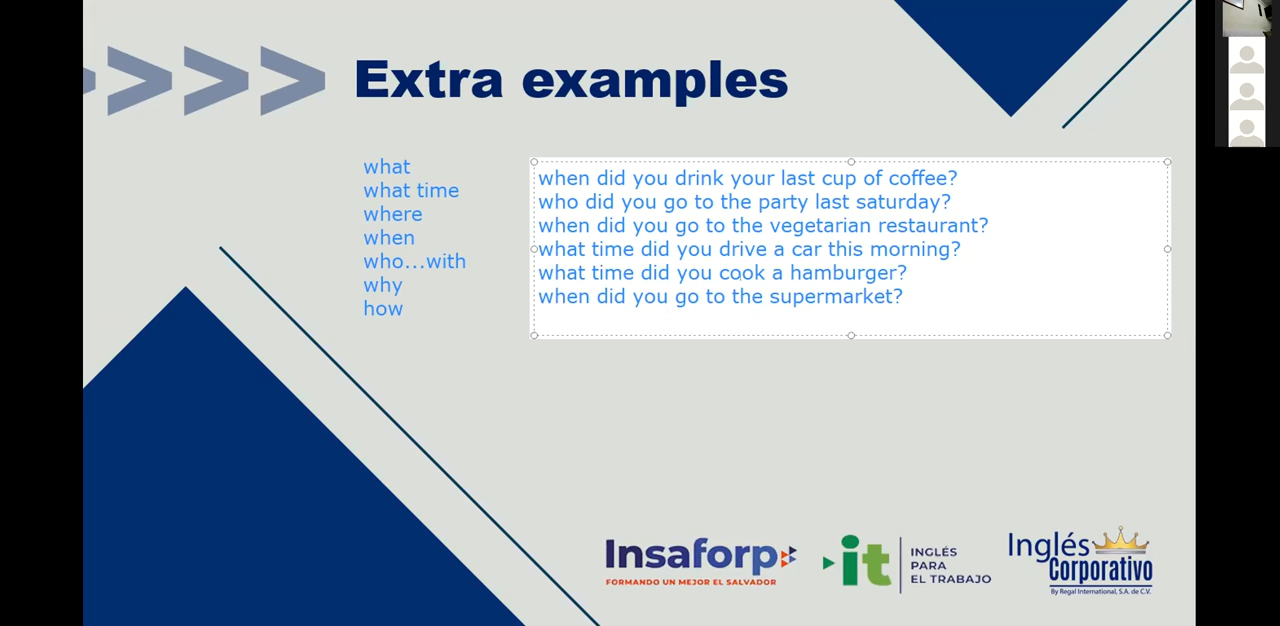 Extra examples
what
what time
where
when
who...with
why
how
when did you drink your last cup of coffee?
who did you go to the party last saturday?
when did you go to the vegetarian restaurant?
what time did you drive a car this morning?
what time did you cook a hamburger?
when did you go to the supermarket?
Insaforp
FORMANDO UN MEJOR EL SALVADOR
it
INGLÉS
PARA
EL TRABAJO
Inglés
Corporativo
By Regal International, S.A. de C.V.